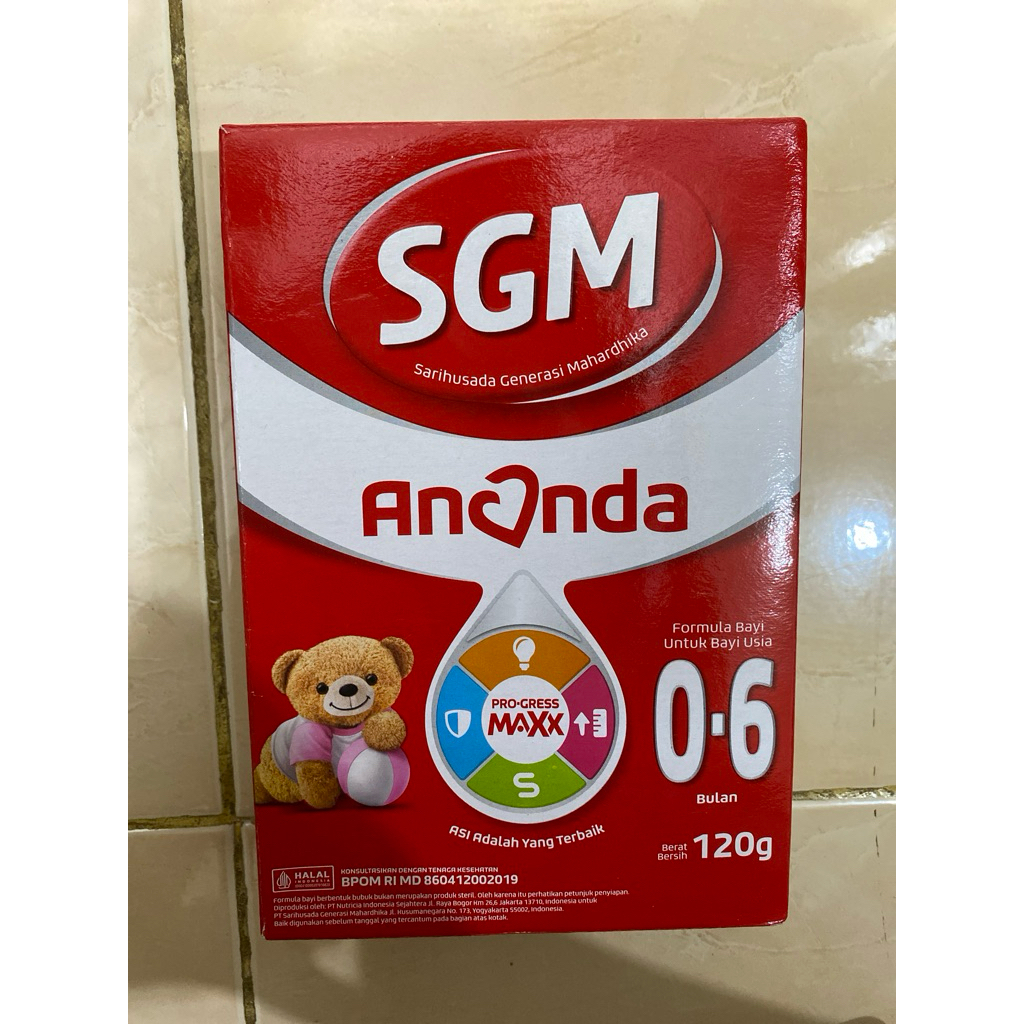 SGM
Sarihusada Generasi Mahardhika
Ananda
Formula Bayi
Untuk Bayi Usia
0-6
Bulan
PRO-GRESS
MAXX
S
ASI Adalah Yang Terbaik
Berat
Bersih 120g
HALAL
INDONESIA
KONSULTASIKAN DENGAN TENAGA KESEHATAN
BPOM RI MD 860412002019
Formula bayi berbentuk bubuk bukan merupakan produk steril. Oleh karena itu perhatikan petunjuk penyiapan.
Diproduksi oleh: PT Nutricia Indonesia Sejahtera Jl. Raya Bogor Km 26,6 Jakarta 13710, Indonesia untuk
PT Sarihusada Generasi Mahardhika Jl. Kusumanegara No. 173, Yogyakarta 55002, Indonesia.
Baik digunakan sebelum tanggal yang tercantum pada bagian atas kotak.